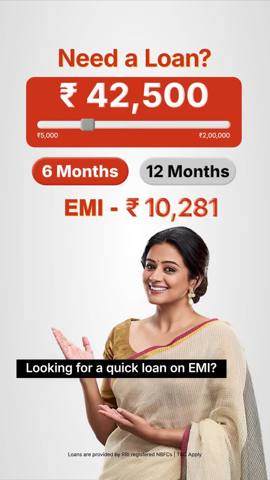 Need a Loan?
₹ 42,500
₹5,000 ₹2,00,000
6 Months 12 Months
EMI - ₹ 10,281
Looking for a quick loan on EMI?
Loans are provided by RBI registered NBFCs | T&C Apply